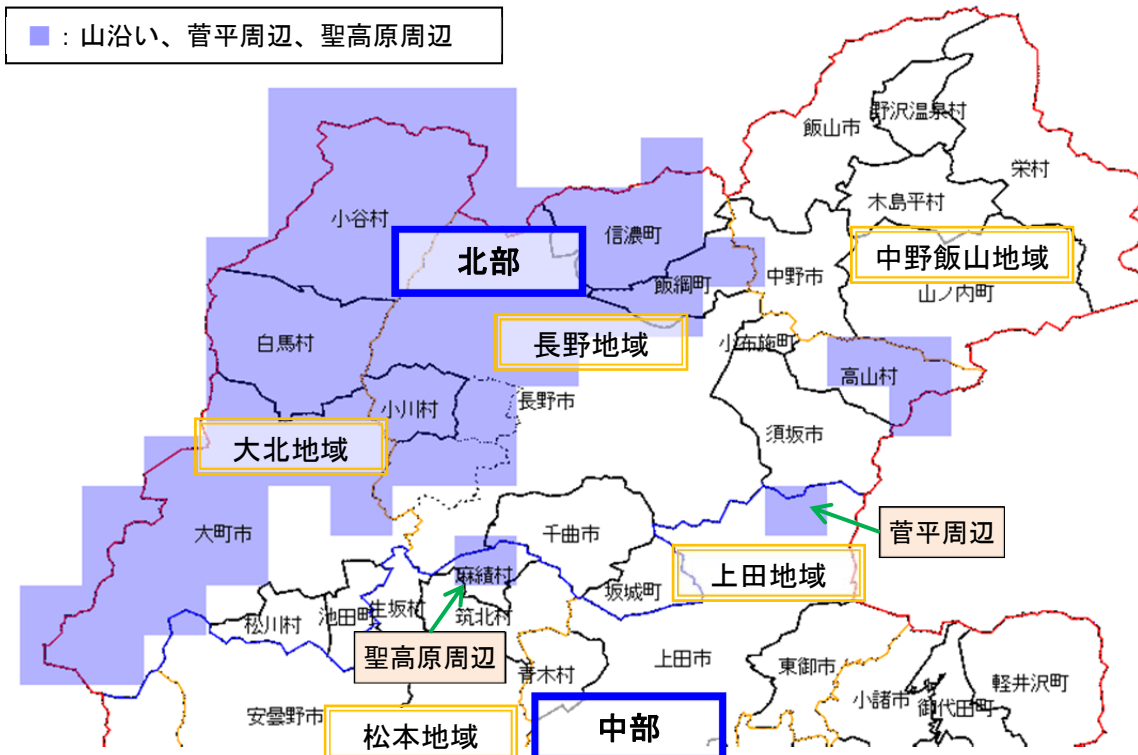 ：山沿い、菅平周辺、聖高原周辺
野沢温泉村
飯山市
栄村
小谷村
木島平村
信濃町
北部
中野飯山地域
中野市
飯綱町
山ノ内町
白馬村
長野地域
小布施町
高山村
小川村
長野市
須坂市
大北地域
大町市
千曲市
菅平周辺
麻績村
上田地域
坂城町
生坂村
池田町
筑北村
松川村
聖高原周辺
青木村
上田市
東御市
小諸市
軽井沢町
御代田町
安曇野市
松本地域
中部